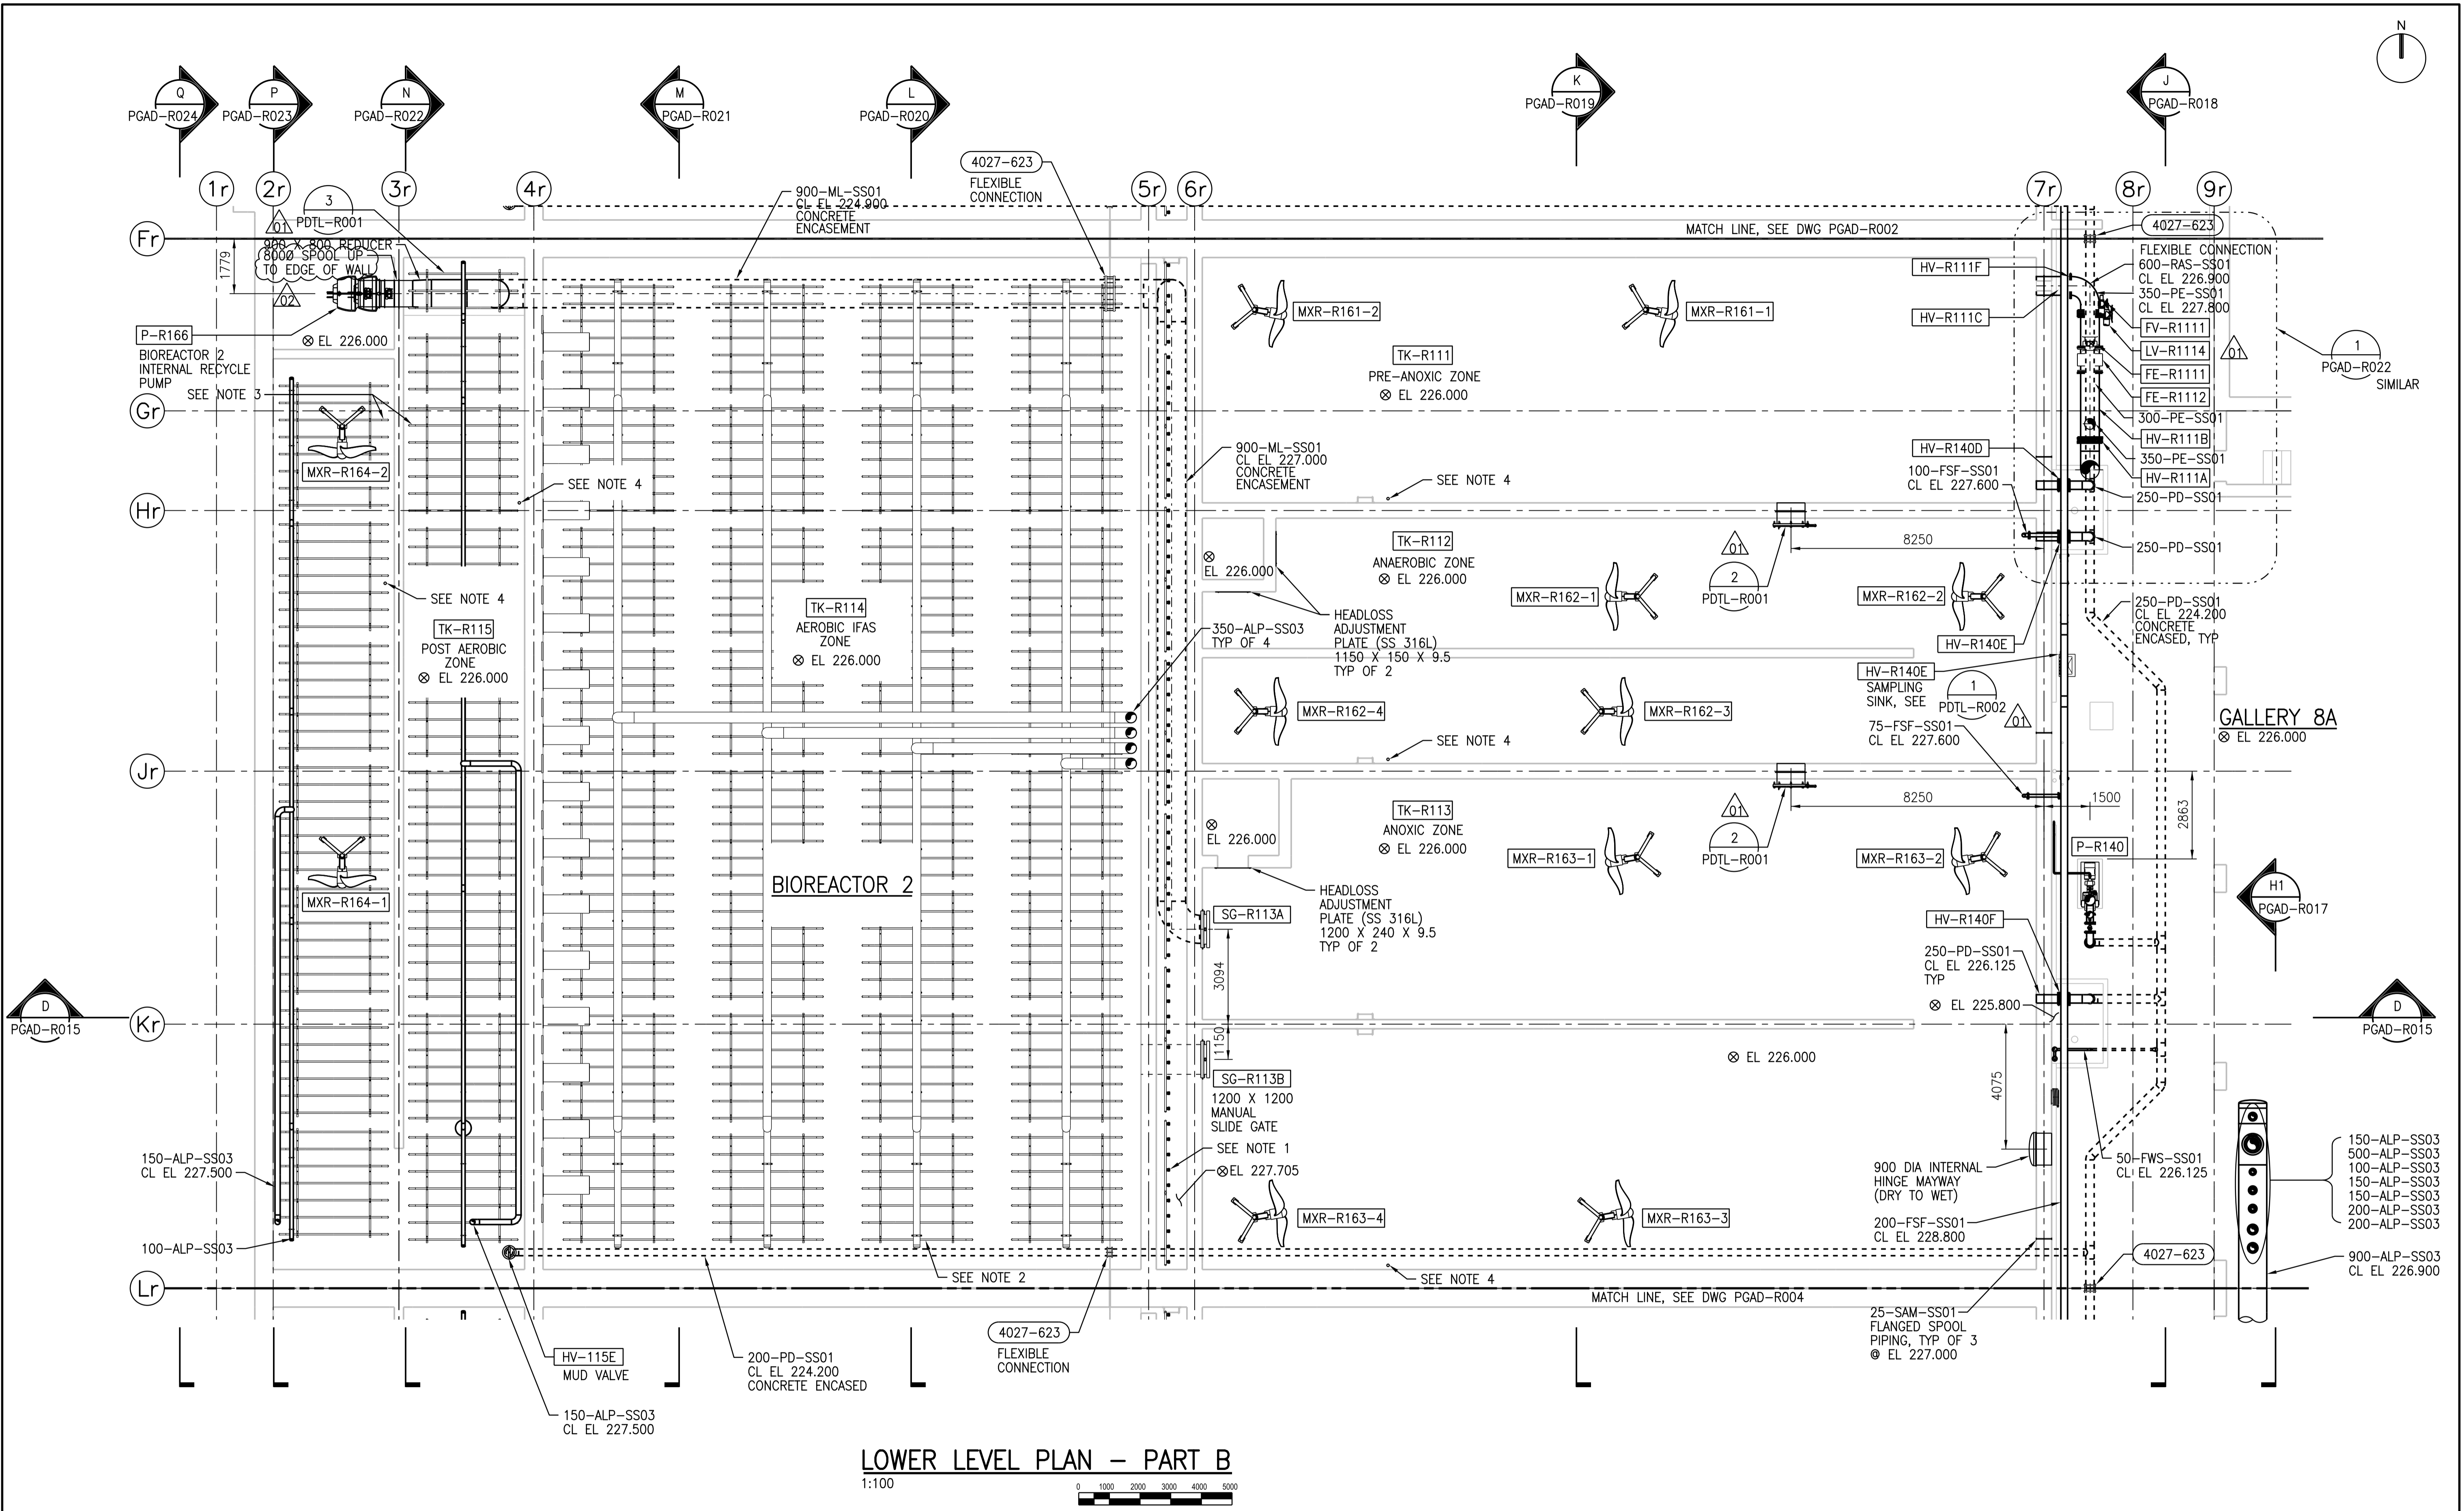 N
Q
PGAD-R024
P
PGAD-R023
N
PGAD-R022
M
PGAD-R021
L
PGAD-R020
K
PGAD-R019
J
PGAD-R018
1r
2r
3r
4r
5r
6r
7r
8r
9r
3
PDTL-R001
01
900 X 800 REDUCER
800Ø SPOOL UP
TO EDGE OF WALL
02
1779
900-ML-SS01
CL EL 224.900
CONCRETE
ENCASEMENT
4027-623
FLEXIBLE
CONNECTION
Fr
MATCH LINE, SEE DWG PGAD-R002
4027-623
FLEXIBLE CONNECTION
600-RAS-SS01
CL EL 226.900
350-PE-SS01
CL EL 227.800
HV-R111F
HV-R111C
FV-R1111
LV-R1114
01
FE-R1111
FE-R1112
300-PE-SS01
HV-R111B
350-PE-SS01
HV-R111A
250-PD-SS01
250-PD-SS01
1
PGAD-R022
SIMILAR
P-R166
BIOREACTOR 2
INTERNAL RECYCLE
PUMP
EL 226.000
SEE NOTE 3
MXR-R161-2
MXR-R161-1
TK-R111
PRE-ANOXIC ZONE
EL 226.000
Gr
MXR-R164-2
SEE NOTE 4
900-ML-SS01
CL EL 227.000
CONCRETE
ENCASEMENT
SEE NOTE 4
HV-R140D
100-FSF-SS01
CL EL 227.600
Hr
EL 226.000
TK-R112
ANAEROBIC ZONE
EL 226.000
01
2
PDTL-R001
8250
MXR-R162-1
MXR-R162-2
HV-R140E
250-PD-SS01
CL EL 224.200
CONCRETE
ENCASED, TYP
SEE NOTE 4
TK-R115
POST AEROBIC
ZONE
EL 226.000
TK-R114
AEROBIC IFAS
ZONE
EL 226.000
350-ALP-SS03
TYP OF 4
HEADLOSS
ADJUSTMENT
PLATE (SS 316L)
1150 X 150 X 9.5
TYP OF 2
HV-R140E
SAMPLING
SINK, SEE
1
PDTL-R002
01
75-FSF-SS01
CL EL 227.600
MXR-R162-4
MXR-R162-3
GALLERY 8A
EL 226.000
SEE NOTE 4
Jr
8250
1500
2863
EL 226.000
TK-R113
ANOXIC ZONE
EL 226.000
01
2
PDTL-R001
MXR-R163-1
MXR-R163-2
P-R140
BIOREACTOR 2
MXR-R164-1
SG-R113A
HEADLOSS
ADJUSTMENT
PLATE (SS 316L)
1200 X 240 X 9.5
TYP OF 2
H1
PGAD-R017
HV-R140F
250-PD-SS01
CL EL 226.125
TYP
EL 225.800
3094
D
PGAD-R015
Kr
D
PGAD-R015
1150
EL 226.000
4075
SG-R113B
1200 X 1200
MANUAL
SLIDE GATE
SEE NOTE 1
EL 227.705
MXR-R163-4
MXR-R163-3
150-ALP-SS03
CL EL 227.500
100-ALP-SS03
900 DIA INTERNAL
HINGE MAYWAY
(DRY TO WET)
200-FSF-SS01
CL EL 228.800
50-FWS-SS01
CL EL 226.125
150-ALP-SS03
500-ALP-SS03
100-ALP-SS03
150-ALP-SS03
150-ALP-SS03
200-ALP-SS03
200-ALP-SS03
900-ALP-SS03
CL EL 226.900
4027-623
SEE NOTE 2
SEE NOTE 4
Lr
MATCH LINE, SEE DWG PGAD-R004
25-SAM-SS01
FLANGED SPOOL
PIPING, TYP OF 3
@ EL 227.000
HV-115E
MUD VALVE
150-ALP-SS03
CL EL 227.500
200-PD-SS01
CL EL 224.200
CONCRETE ENCASED
4027-623
FLEXIBLE
CONNECTION
LOWER LEVEL PLAN - PART B
1:100
0 1000 2000 3000 4000 5000